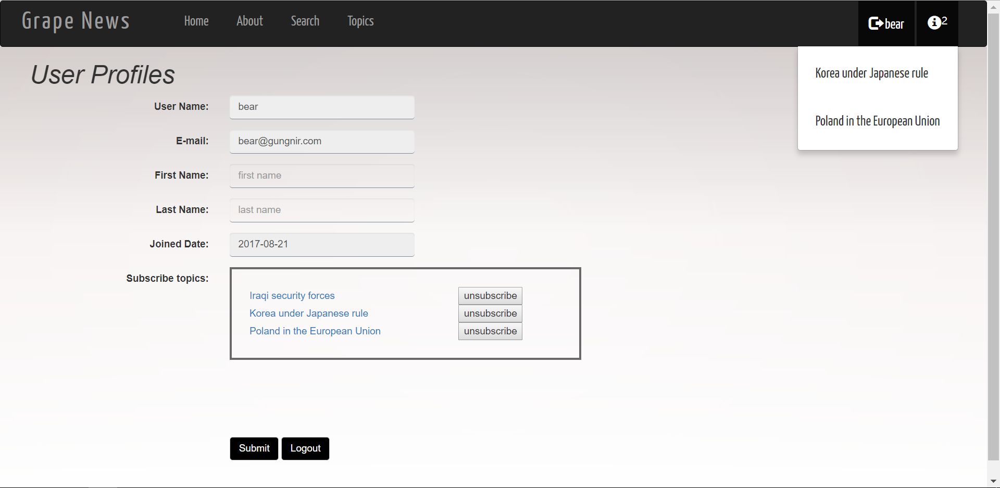 Grape News
Home
About
Search
Topics
bear
2
Korea under Japanese rule
Poland in the European Union
User Profiles
User Name:
bear
E-mail:
bear@gungnir.com
First Name:
first name
Last Name:
last name
Joined Date:
2017-08-21
Subscribe topics:
Iraqi security forces
unsubscribe
Korea under Japanese rule
unsubscribe
Poland in the European Union
unsubscribe
Submit
Logout